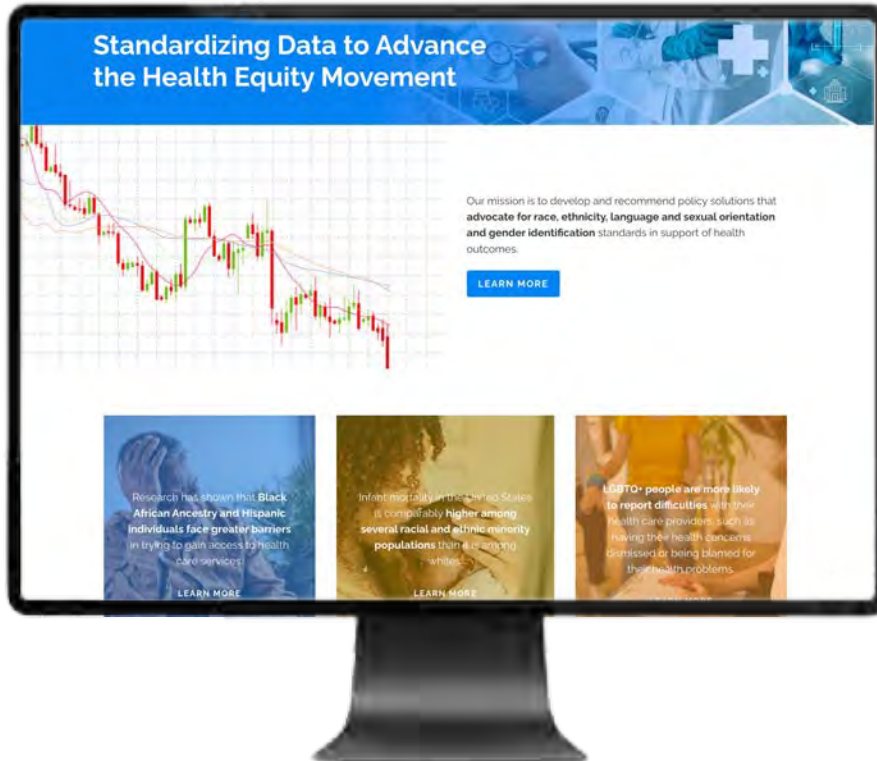 Standardizing Data to Advance
the Health Equity Movement
Our mission is to develop and recommend policy solutions that
advocate for race, ethnicity, language and sexual orientation
and gender identification standards in support of health
outcomes.
LEARN MORE
Research has shown that Black
African Ancestry and Hispanic
individuals face greater barriers
in trying to gain access to health
care services
LEARN MORE
Infant mortality in the United States
is comparably higher among
several racial and ethnic minority
populations than it is among
whites
LEARN MORE
LGBTQ+ people are more likely
to report difficulties with their
health care providers, such as
having their health concerns
dismissed or being blamed for
their health problems
LEARN MORE